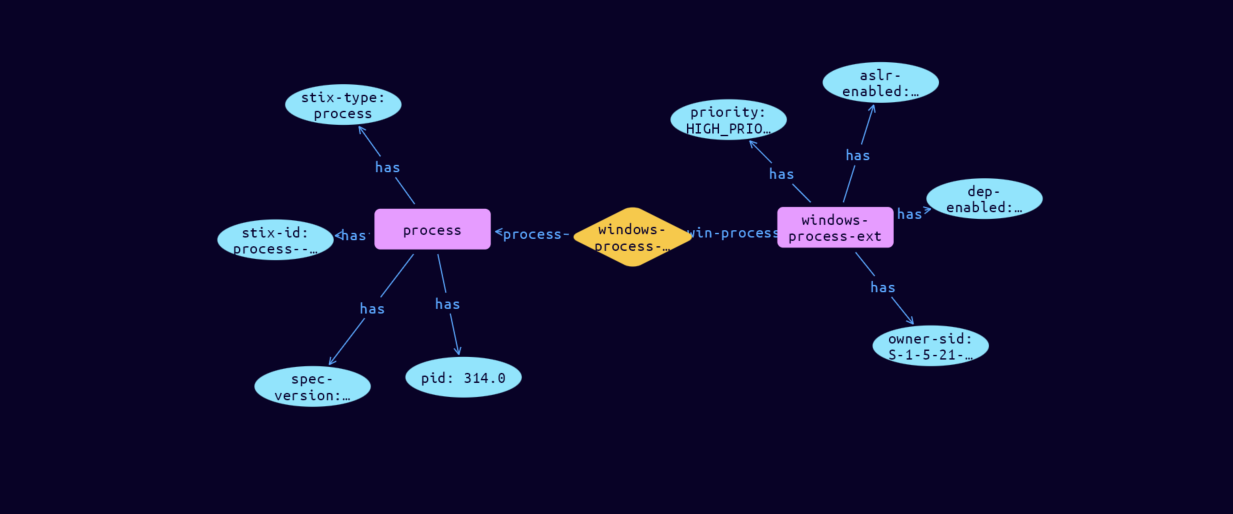 stix-type:
process
has
stix-id:
process--…
has
process
has
spec-
version:…
has
pid: 314.0
process-
windows-
process-…
win-process
priority:
HIGH_PRIO…
has
aslr-
enabled:…
has
windows-
process-ext
has
dep-
enabled:…
has
owner-sid:
S-1-5-21-…